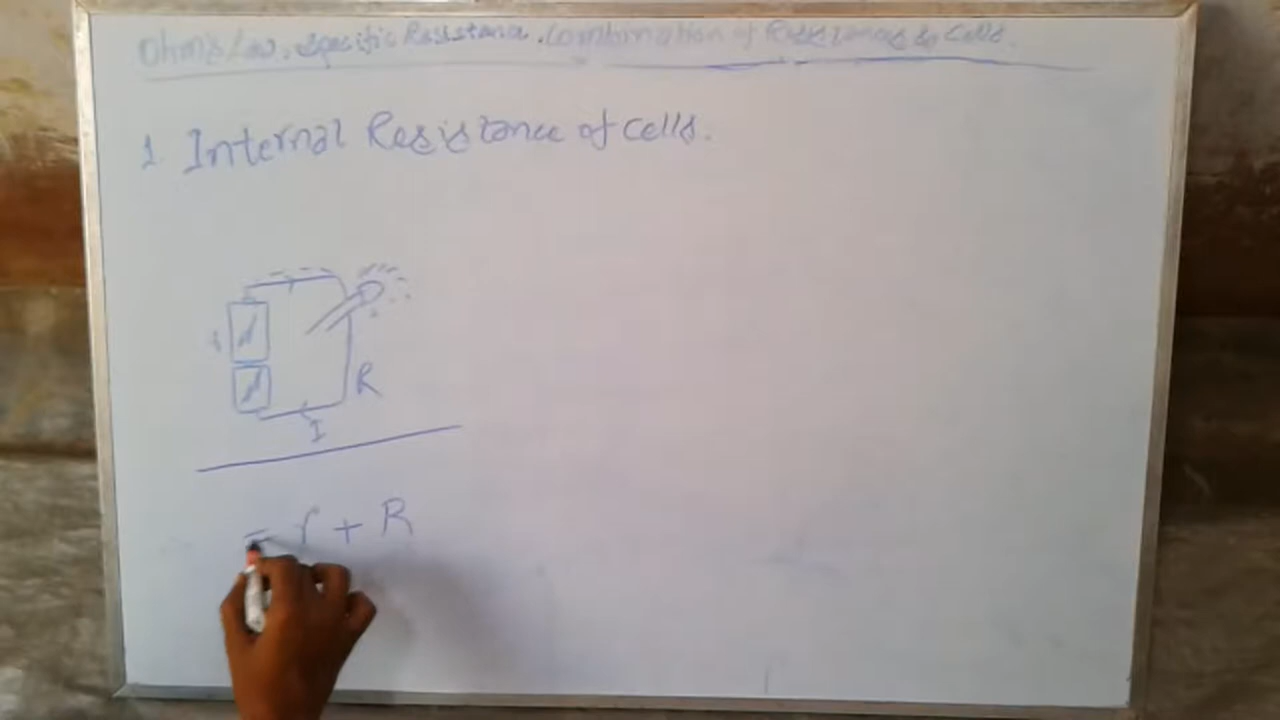 Ohm's Law. Specific Resistance. Combination of Resistances & Cells.
1. Internal Resistance of Cells.
R
I
= r + R